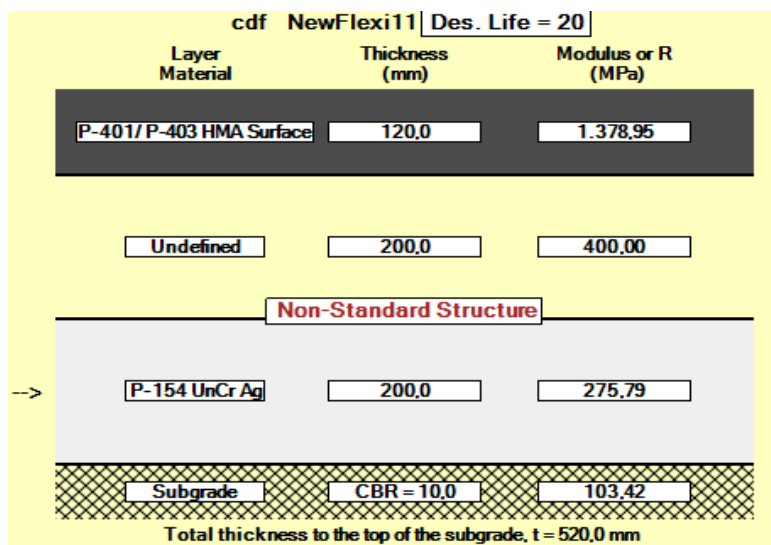 cdf NewFlexi11 Des. Life = 20
Layer Material Thickness (mm) Modulus or R (MPa)
P-401/ P-403 HMA Surface 120,0 1.378,95
Undefined 200,0 400,00
Non-Standard Structure
--> P-154 UnCr Ag 200,0 275,79
Subgrade CBR = 10,0 103,42
Total thickness to the top of the subgrade, t = 520,0 mm